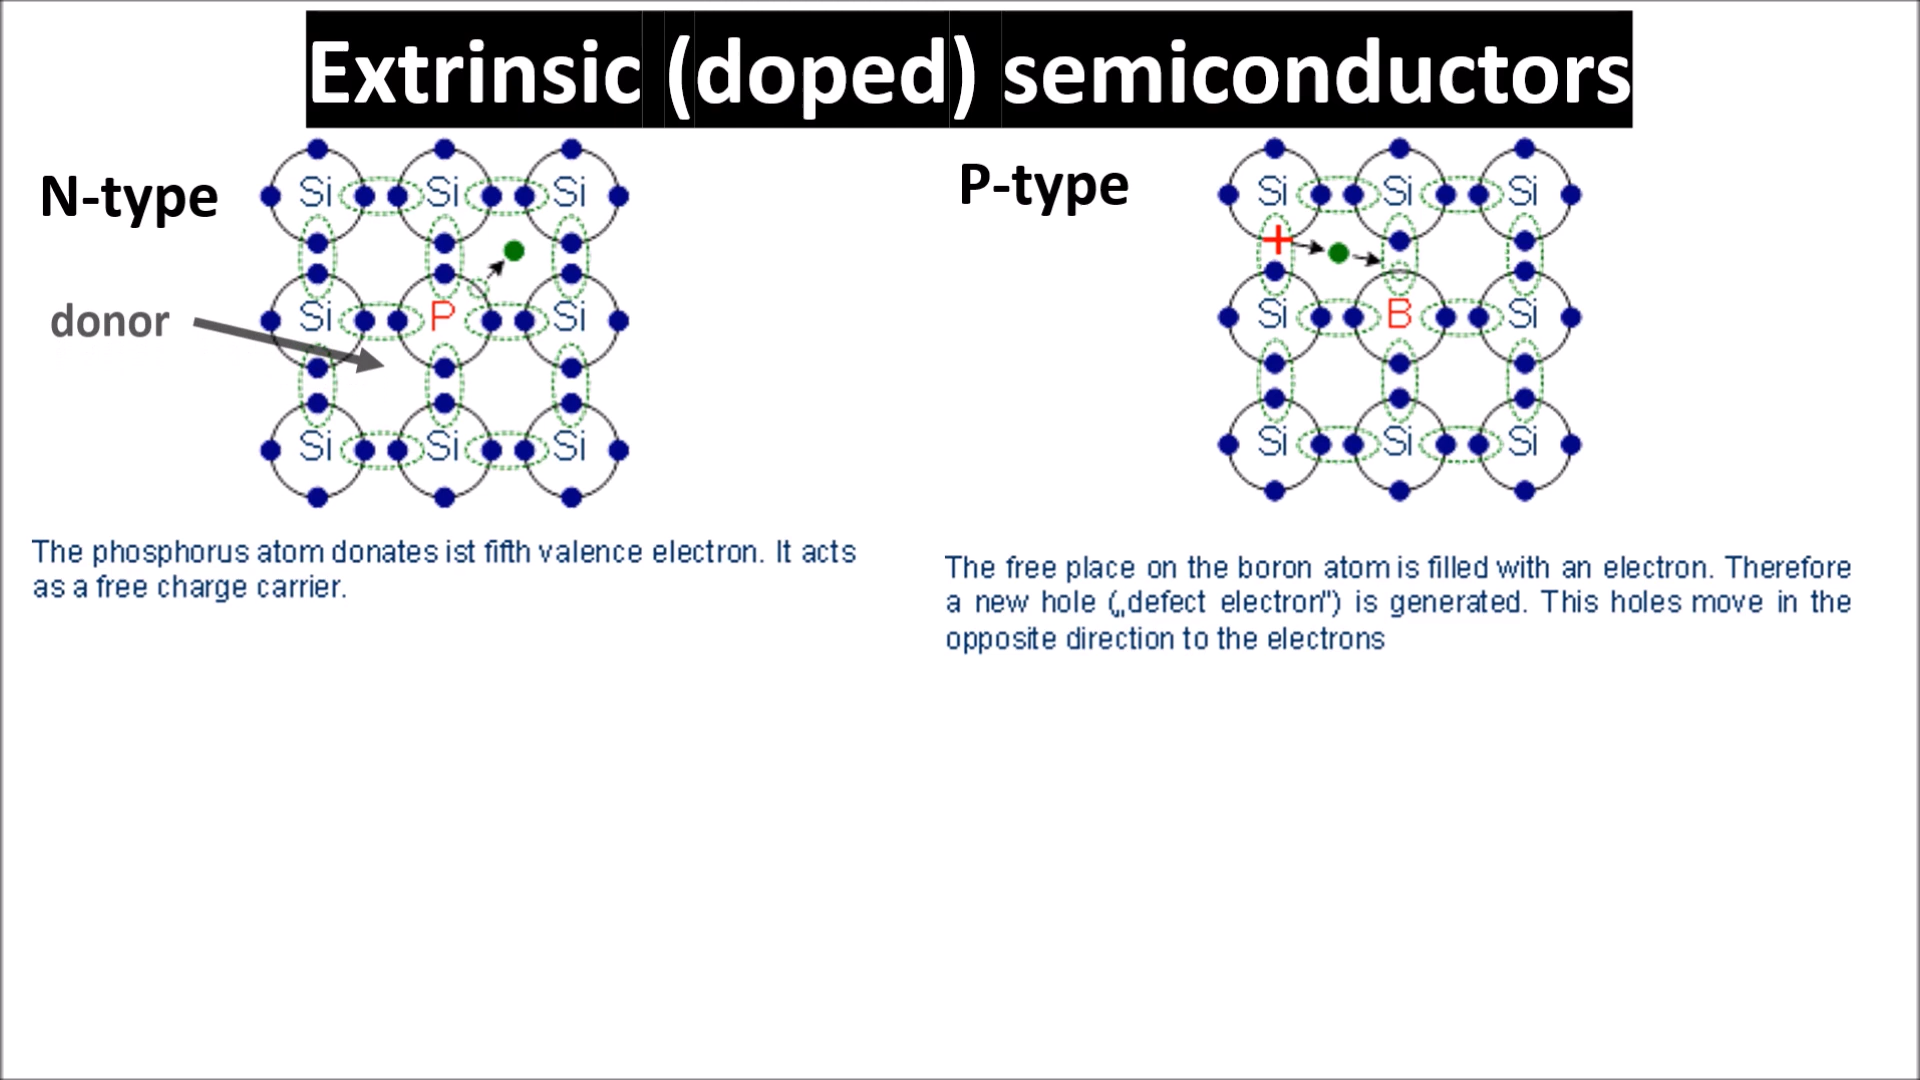 Extrinsic (doped) semiconductors
N-type
Si Si Si
donor
Si P Si
Si Si Si
The phosphorus atom donates ist fifth valence electron. It acts
as a free charge carrier.
P-type
Si Si Si
+
Si B Si
Si Si Si
The free place on the boron atom is filled with an electron. Therefore
a new hole („defect electron") is generated. This holes move in the
opposite direction to the electrons